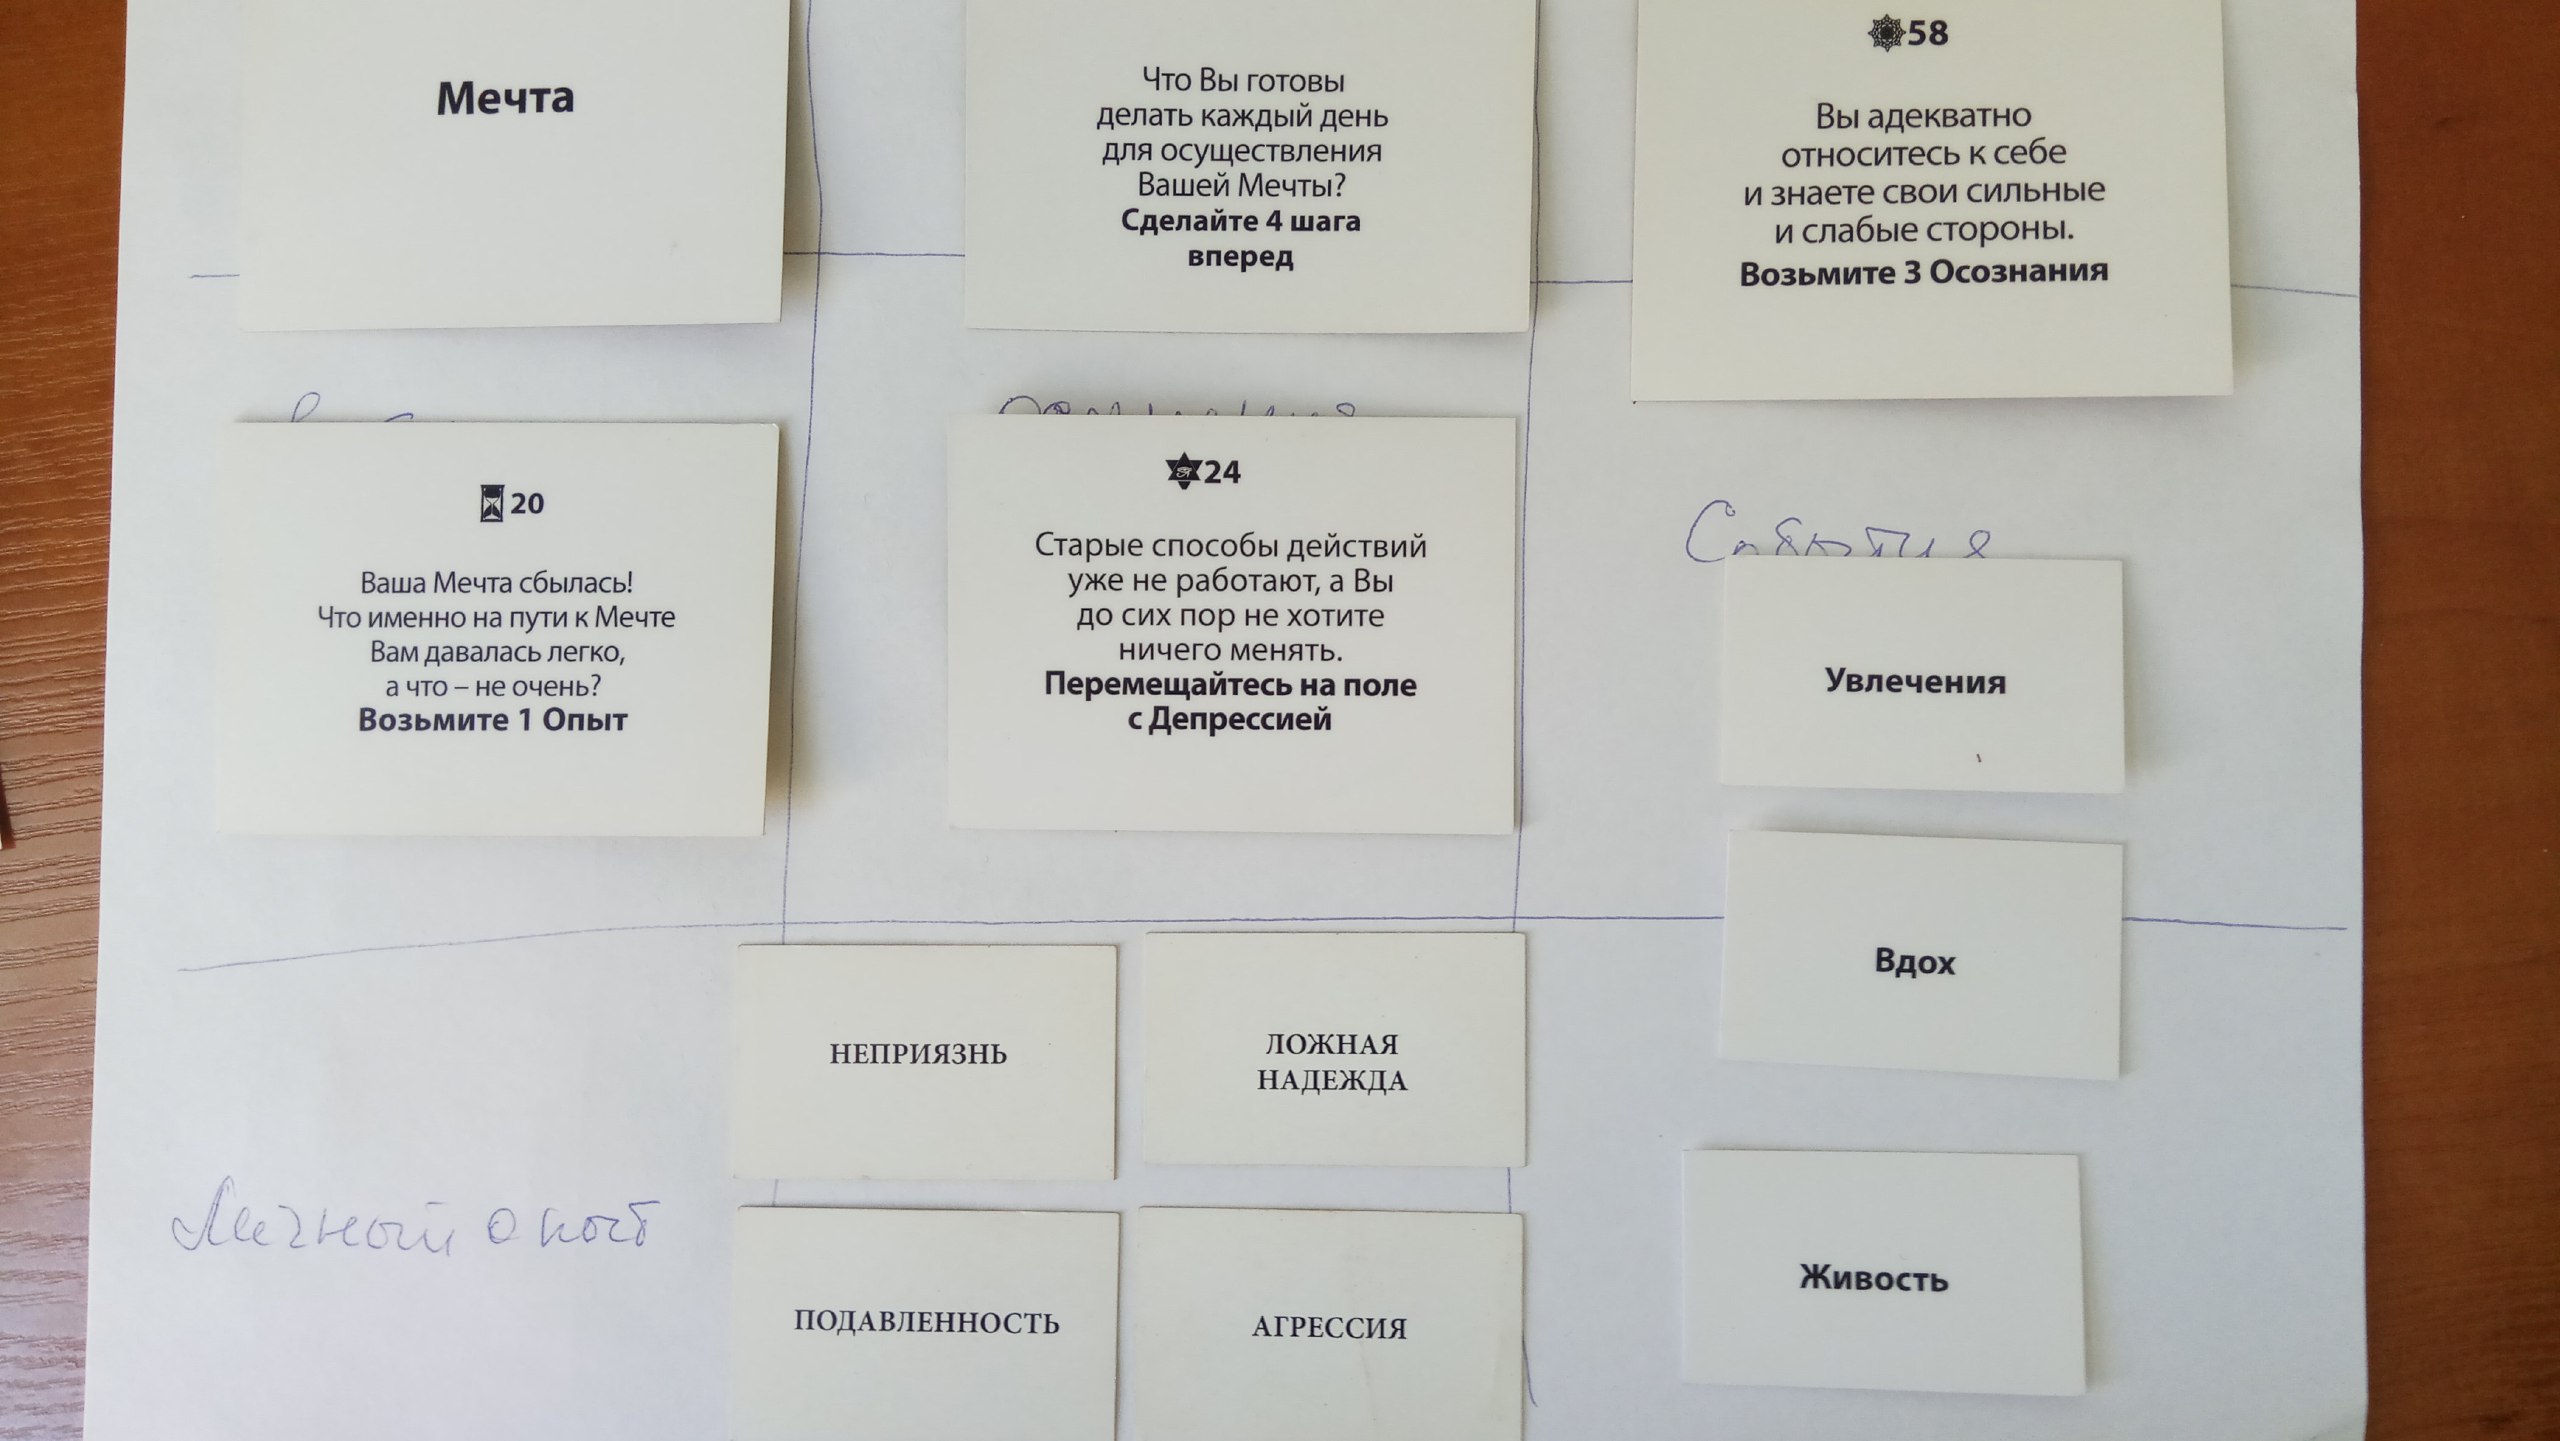 Мечта
Что Вы готовы
делать каждый день
для осуществления
Вашей Мечты?
Сделайте 4 шага
вперед
58
Вы адекватно
относитесь к себе
и знаете свои сильные
и слабые стороны.
Возьмите 3 Осознания
20
Ваша Мечта сбылась!
Что именно на пути к Мечте
Вам давалась легко,
а что – не очень?
Возьмите 1 Опыт
24
Старые способы действий
уже не работают, а Вы
до сих пор не хотите
ничего менять.
Перемещайтесь на поле
с Депрессией
События
Увлечения
Вдох
Живость
Личный опыт
НЕПРИЯЗНЬ
ЛОЖНАЯ
НАДЕЖДА
ПОДАВЛЕННОСТЬ
АГРЕССИЯ